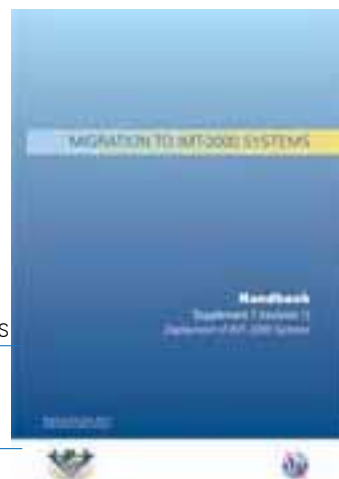 MIGRATION TO IMT-2000 SYSTEMS
Handbook
Supplement 1 (revision 1)
Deployment of IMT-2000 Systems
S